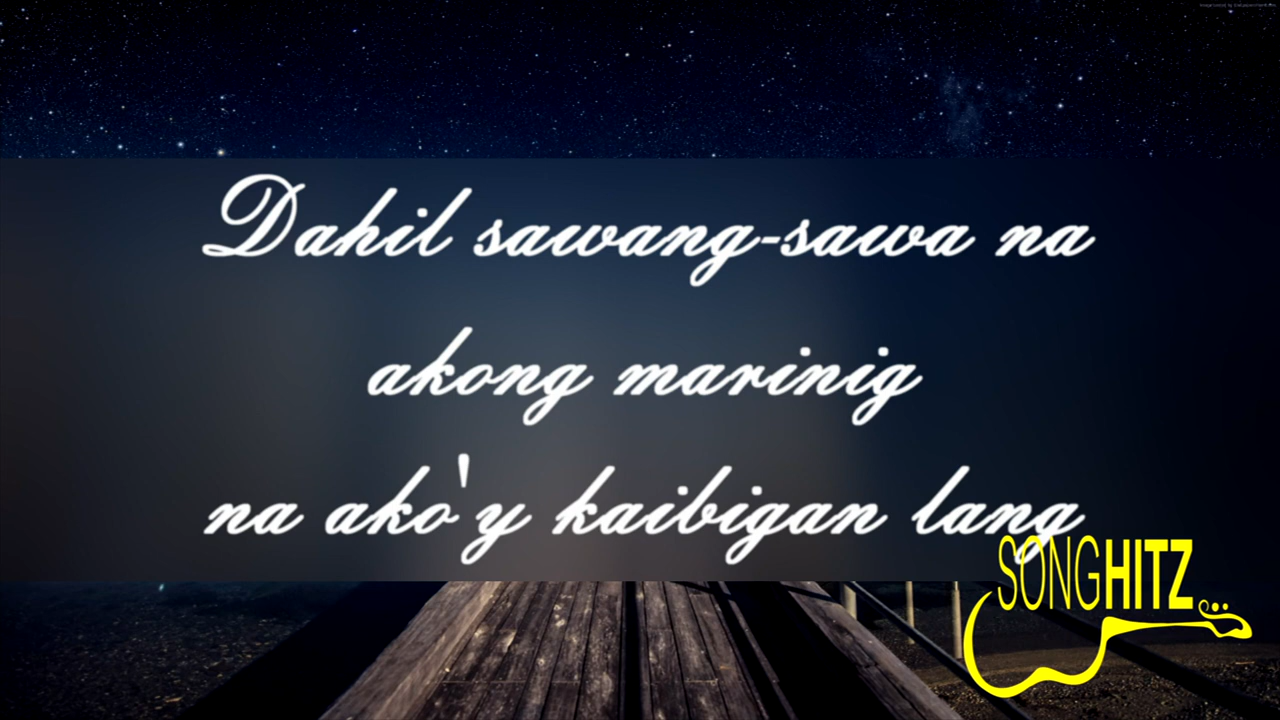 Dahil sawang-sawa na
akong marinig
na ako'y kaibigan lang
SONGHITZ